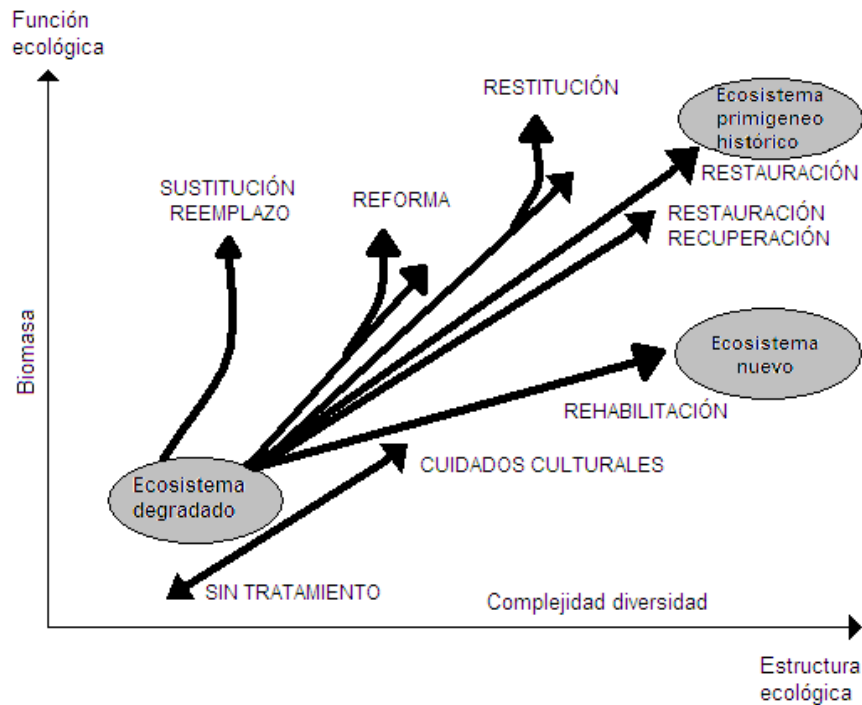 Función
ecológica
RESTITUCIÓN
Ecosistema
primigeneo
histórico
RESTAURACIÓN
SUSTITUCIÓN
REEMPLAZO
REFORMA
RESTAURACIÓN
RECUPERACIÓN
Biomasa
Ecosistema
nuevo
REHABILITACIÓN
CUIDADOS CULTURALES
Ecosistema
degradado
SIN TRATAMIENTO
Complejidad diversidad
Estructura
ecológica